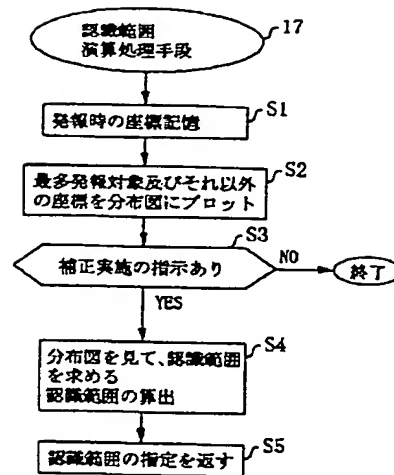 認識範囲
演算処理手段
17
発報時の座標記憶
S1
最多発報対象及びそれ以外
の座標を分布図にプロット
S2
補正実施の指示あり
S3
NO
終了
YES
分布図を見て、認識範囲
を求める
認識範囲の算出
S4
認識範囲の指定を返す
S5